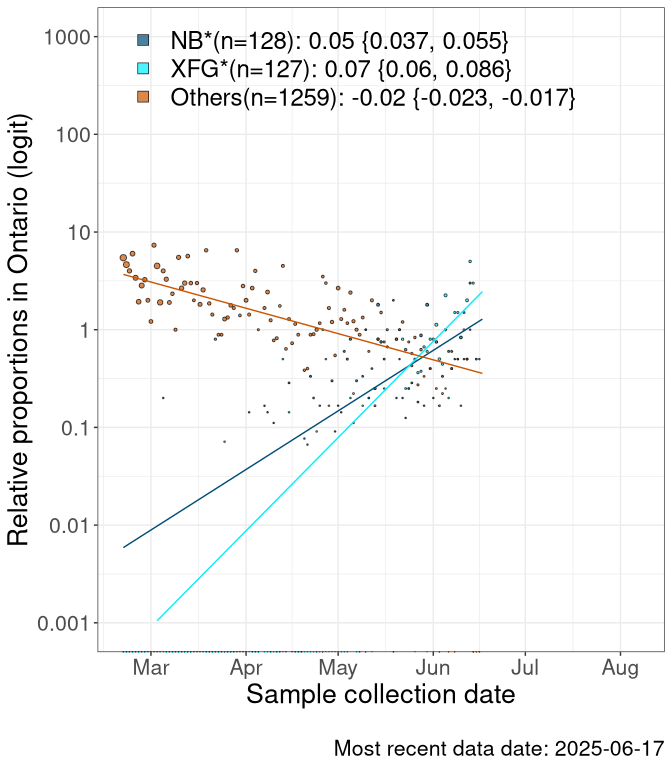 NB*(n=128): 0.05 {0.037, 0.055}
XFG*(n=127): 0.07 {0.06, 0.086}
Others(n=1259): -0.02 {-0.023, -0.017}
Relative proportions in Ontario (logit)
1000
100
10
1
0.1
0.01
0.001
Mar Apr May Jun Jul Aug
Sample collection date
Most recent data date: 2025-06-17